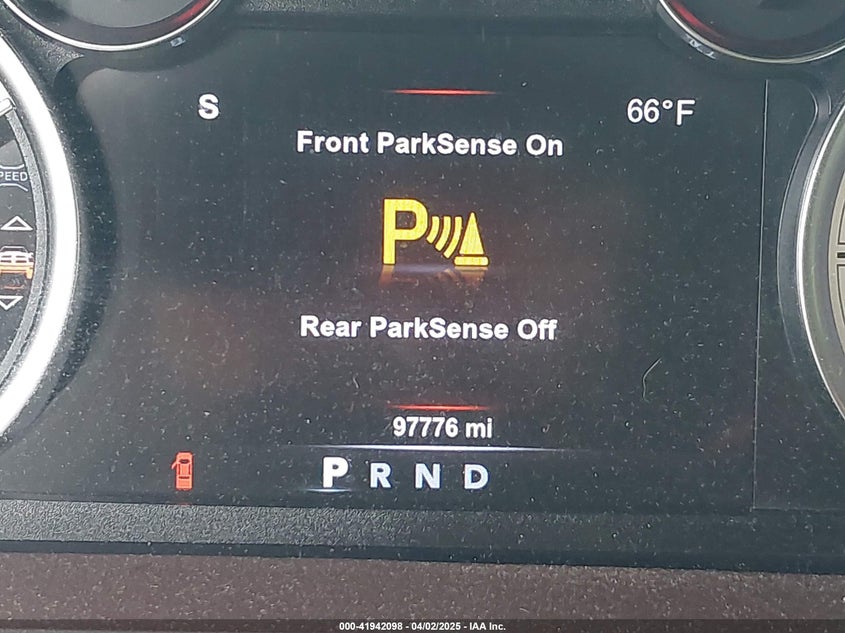 S
66°F
Front ParkSense On
P
Rear ParkSense Off
97776 mi
P R N D
000-41942098 - 04/02/2025 - IAA Inc.